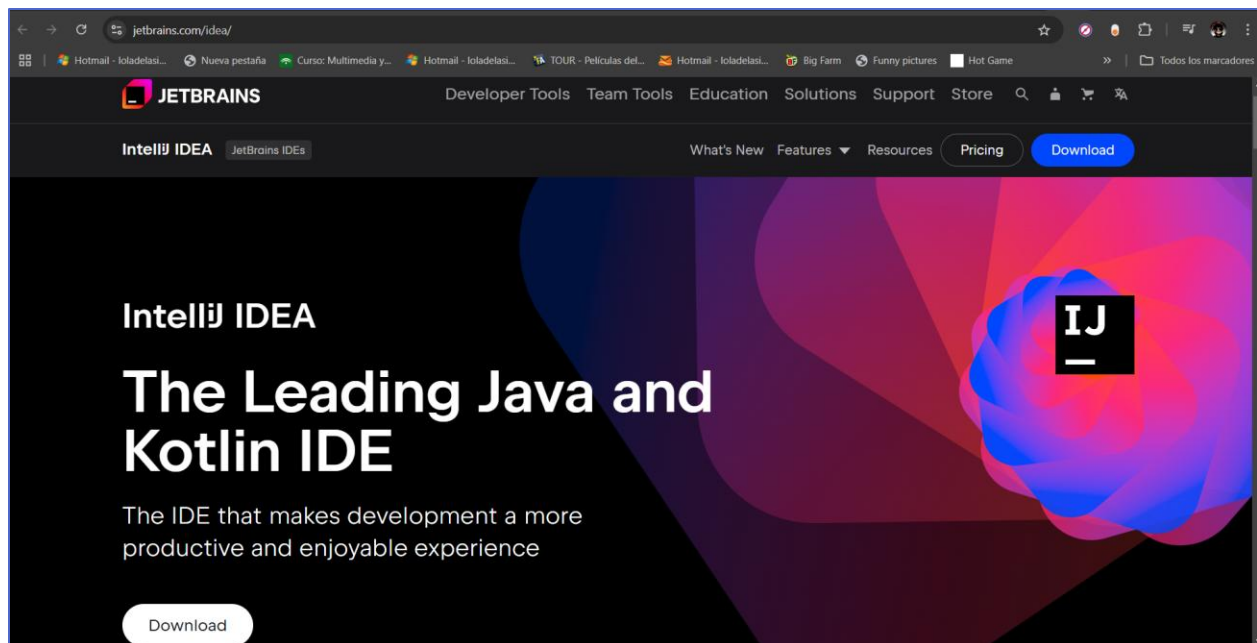 jetbrains.com/idea/
Hotmail - loladelasi... Nueva pestaña Curso: Multimedia y... Hotmail - loladelasi... TOUR - Películas del... Hotmail - loladelasi... Big Farm Funny pictures Hot Game » Todos los marcadores
JETBRAINS Developer Tools Team Tools Education Solutions Support Store
IntelliJ IDEA JetBrains IDEs What's New Features Resources Pricing Download
IntelliJ IDEA
IJ
The Leading Java and
Kotlin IDE
The IDE that makes development a more
productive and enjoyable experience
Download